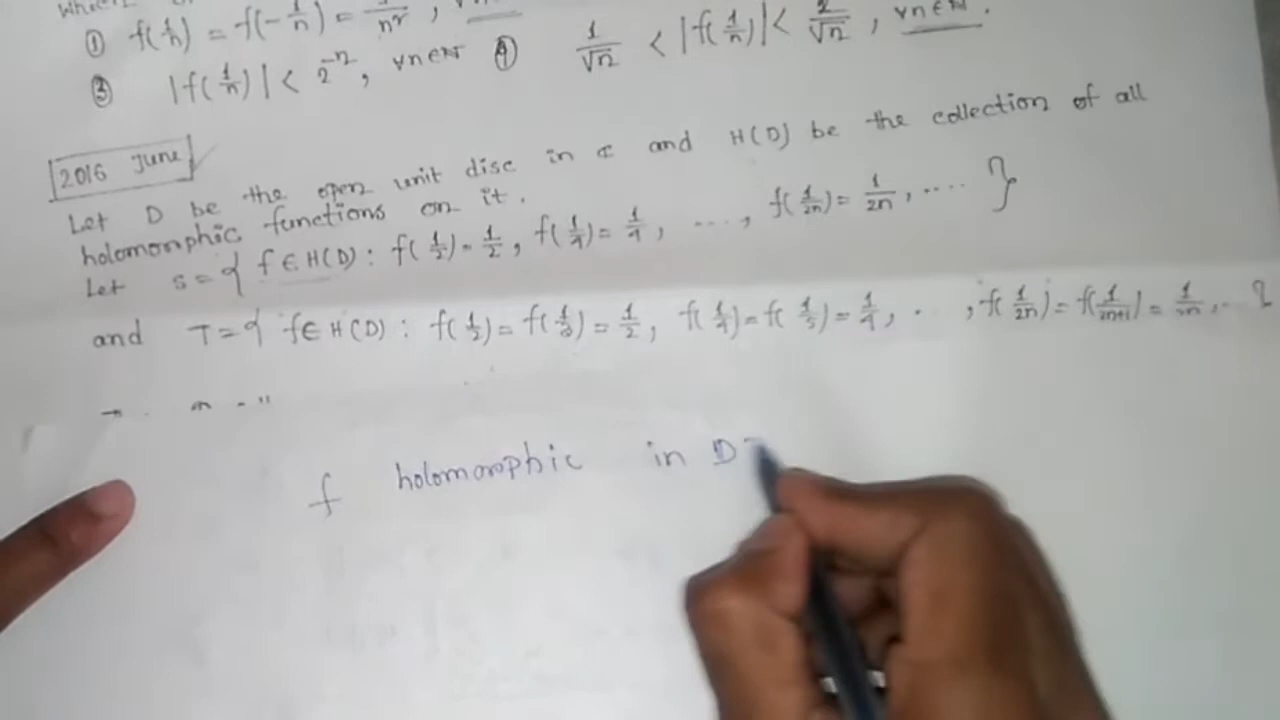 ① f(1/n) = f(-1/n) = 1/n²,
③ |f(1/n)| < 2^-n, ∀n∈N ④ 1/√n < |f(1/n)| < 2/√n, ∀n∈N.
2016 June
Let D be the open unit disc in ℂ and H(D) be the collection of all
holomorphic functions on it.
Let S = { f∈H(D) : f(1/2) = 1/2, f(1/4) = 1/4, ..., f(1/2n) = 1/2n, .... }
and T = { f∈H(D) : f(1/2) = f(1/3) = 1/2, f(1/4) = f(1/5) = 1/4, . . , f(1/2n) = f(1/2n+1) = 1/2n, .. }
f holomorphic in D